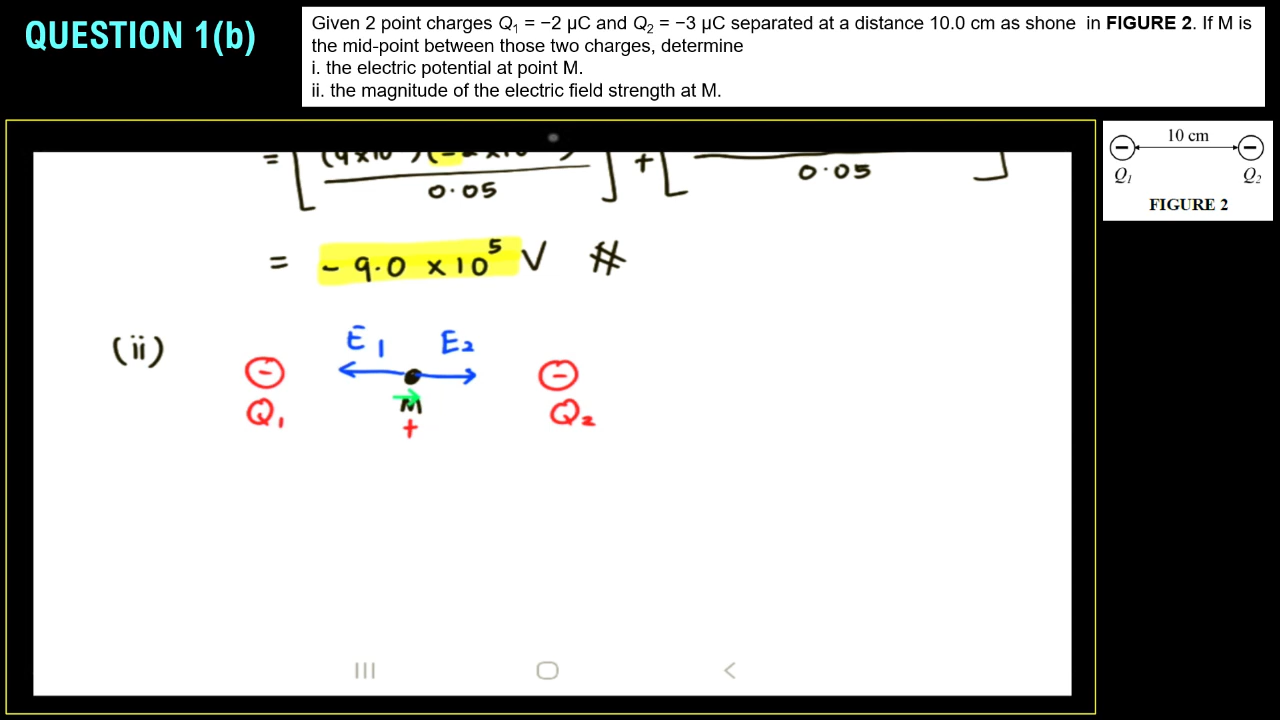 QUESTION 1(b)
Given 2 point charges Q₁ = −2 µC and Q₂ = −3 µC separated at a distance 10.0 cm as shone in FIGURE 2. If M is
the mid-point between those two charges, determine
i. the electric potential at point M.
ii. the magnitude of the electric field strength at M.
10 cm
Q₁ Q₂
FIGURE 2
= [ 0.05 ] + [ 0.05 ]
= - 9.0 x10⁵ V #
(ii) E₁ E₂
− −
Q₁ M Q₂
+